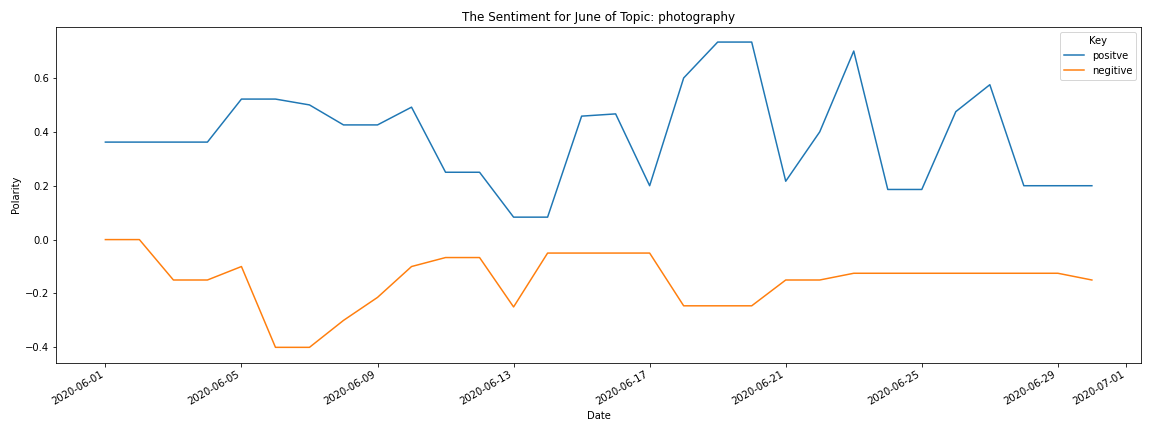 The Sentiment for June of Topic: photography
Key
positve
negitive
Polarity
0.6
0.4
0.2
0.0
−0.2
−0.4
2020-06-01
2020-06-05
2020-06-09
2020-06-13
2020-06-17
2020-06-21
2020-06-25
2020-06-29
2020-07-01
Date